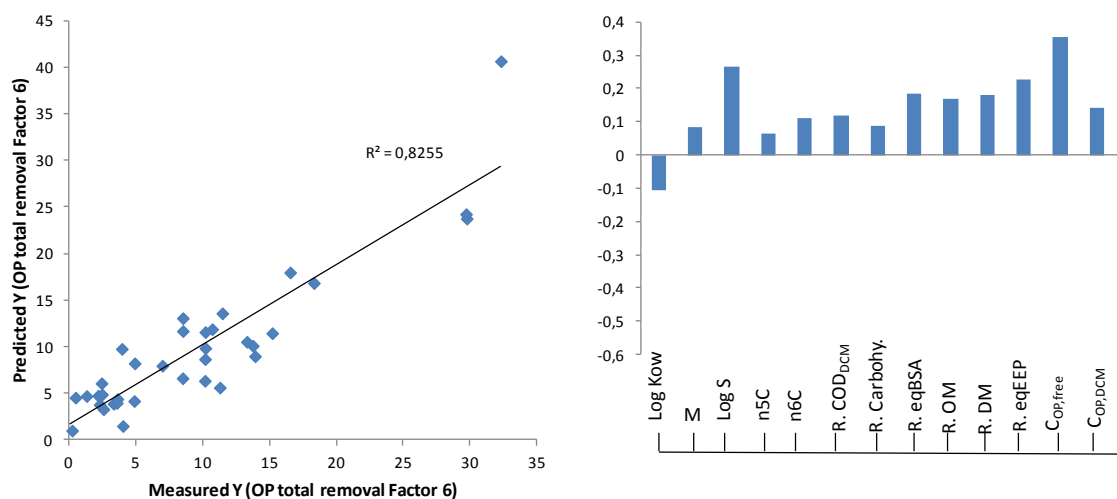 45
40
35
30
25
20
15
10
5
0
Predicted Y (OP total removal Factor 6)
R² = 0,8255
0 5 10 15 20 25 30 35
Measured Y (OP total removal Factor 6)
0,4
0,3
0,2
0,1
0
-0,1
-0,2
-0,3
-0,4
-0,5
-0,6
Log Kow
M
Log S
n5C
n6C
R. COD_DCM
R. Carbohy.
R. eqBSA
R. OM
R. DM
R. eqEEP
C_OP,free
C_OP,DCM